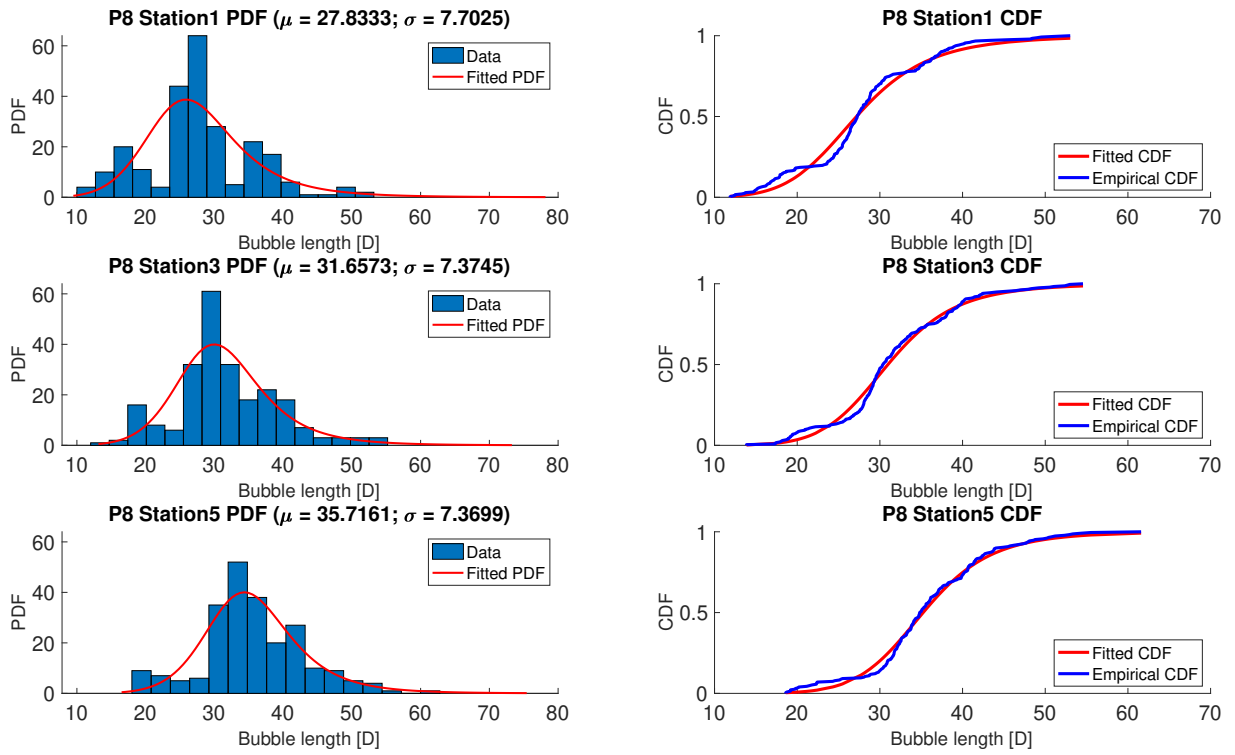 P8 Station1 PDF (μ = 27.8333; σ = 7.7025)
60
40
20
0
PDF
Data
Fitted PDF
10 20 30 40 50 60 70 80
Bubble length [D]
P8 Station1 CDF
1
0.5
0
CDF
Fitted CDF
Empirical CDF
10 20 30 40 50 60 70
Bubble length [D]
P8 Station3 PDF (μ = 31.6573; σ = 7.3745)
60
40
20
0
PDF
Data
Fitted PDF
10 20 30 40 50 60 70 80
Bubble length [D]
P8 Station3 CDF
1
0.5
0
CDF
Fitted CDF
Empirical CDF
10 20 30 40 50 60 70
Bubble length [D]
P8 Station5 PDF (μ = 35.7161; σ = 7.3699)
60
40
20
0
PDF
Data
Fitted PDF
10 20 30 40 50 60 70 80
Bubble length [D]
P8 Station5 CDF
1
0.5
0
CDF
Fitted CDF
Empirical CDF
10 20 30 40 50 60 70
Bubble length [D]